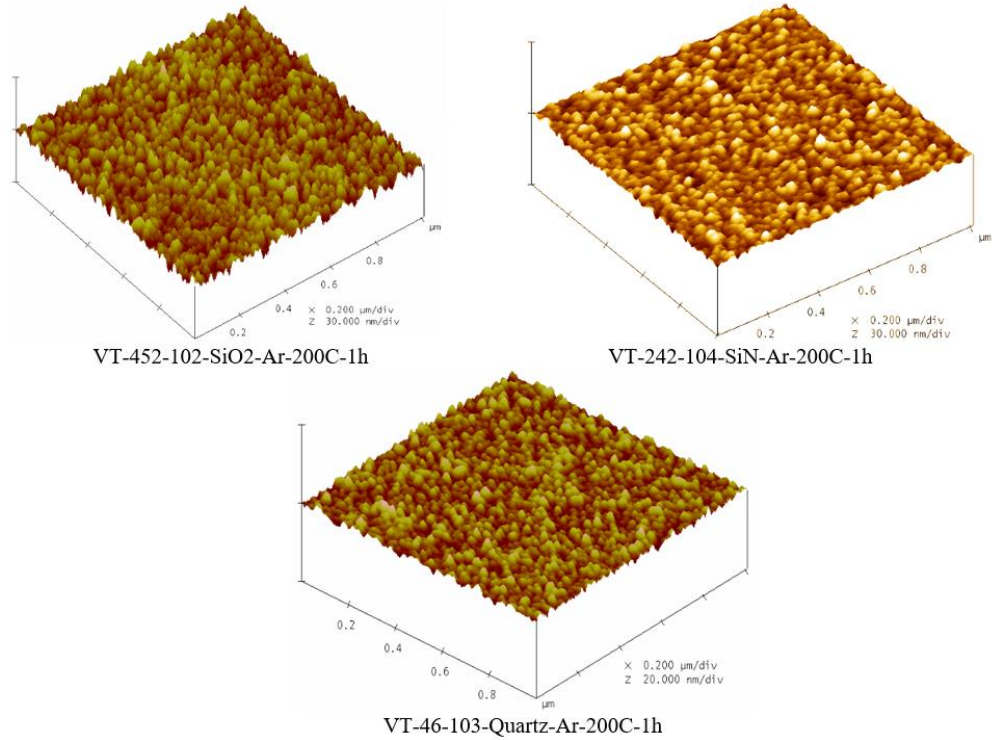 μm
0.8
0.6
0.4
0.2
X 0.200 μm/div
Z 30.000 nm/div
VT-452-102-SiO2-Ar-200C-1h
μm
0.8
0.6
0.4
0.2
X 0.200 μm/div
Z 30.000 nm/div
VT-242-104-SiN-Ar-200C-1h
0.2
0.4
0.6
0.8
μm
X 0.200 μm/div
Z 20.000 nm/div
VT-46-103-Quartz-Ar-200C-1h